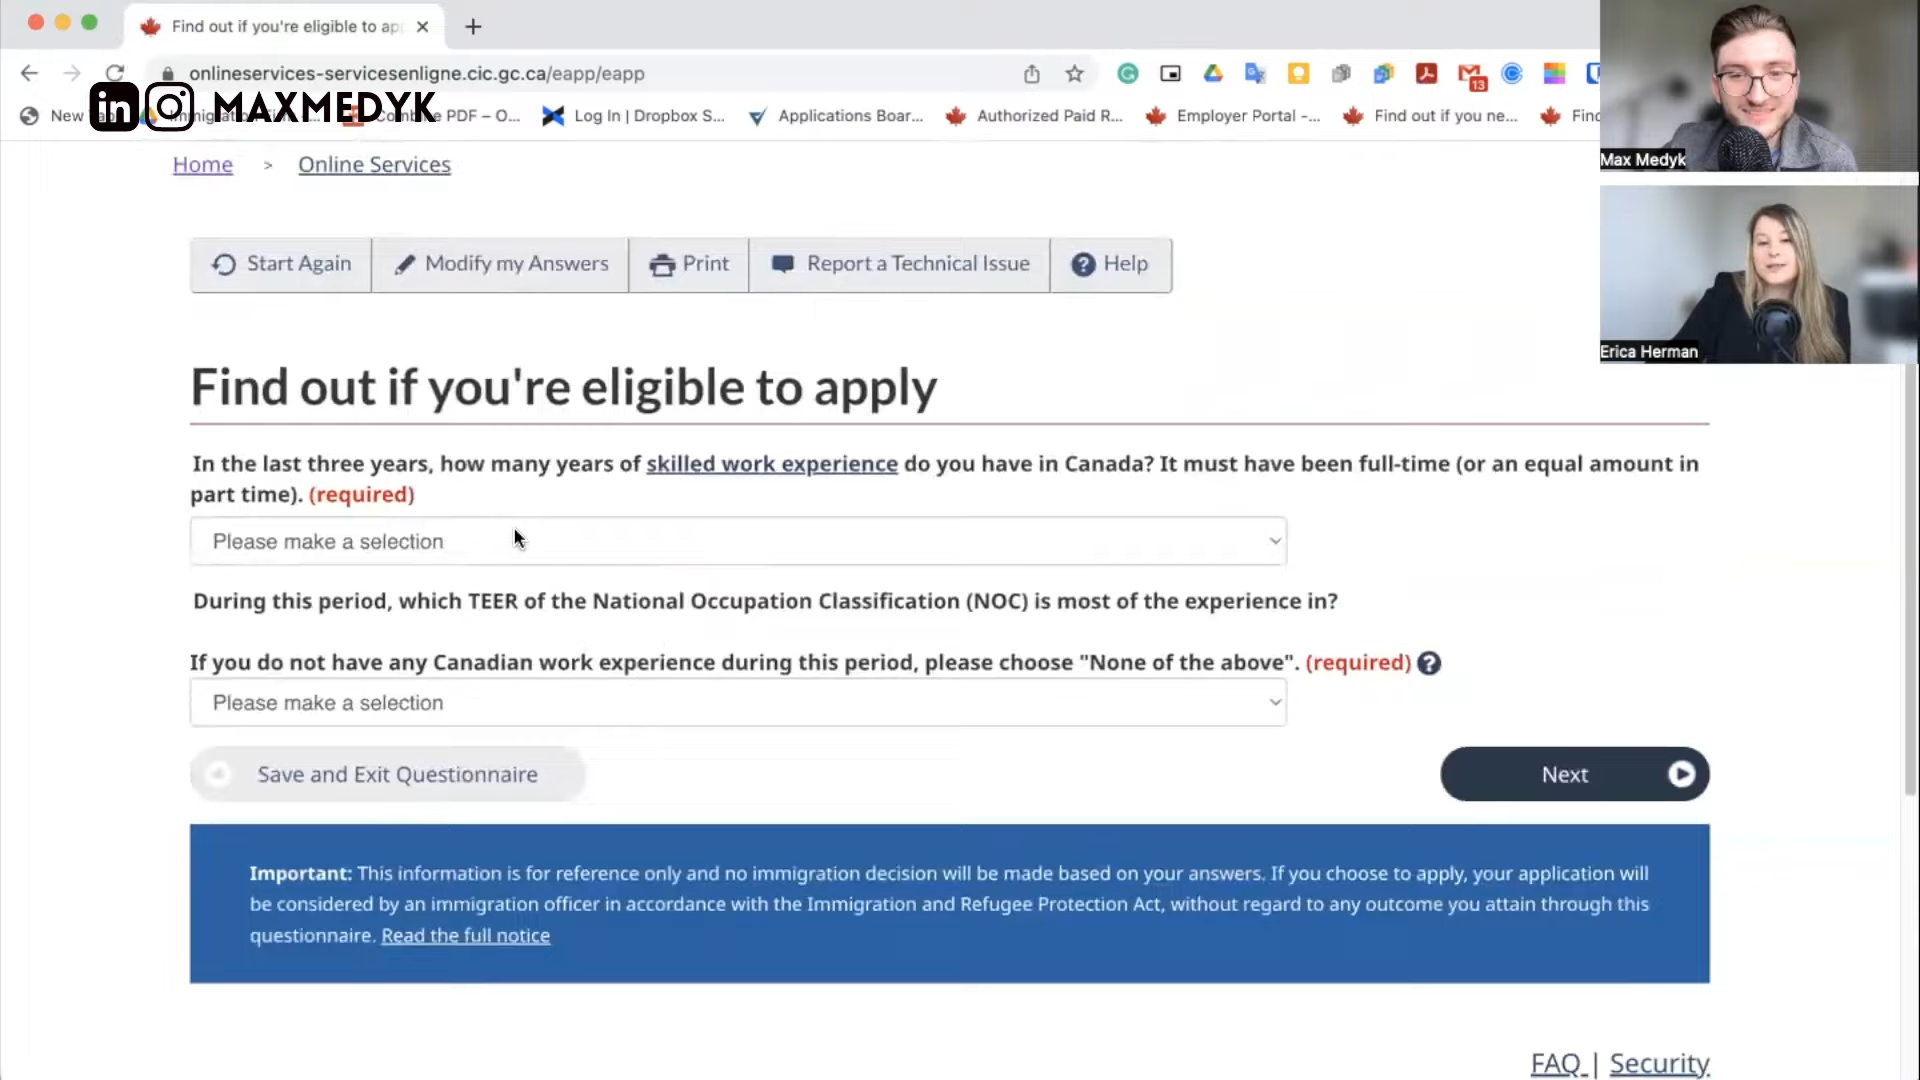 Find out if you're eligible to ap
onlineservices-servicesenligne.cic.gc.ca/eapp/eapp
13
in MAXMEDYK
New
PDF – O...
Log In | Dropbox S...
Applications Boar...
Authorized Paid R...
Employer Portal -...
Find out if you ne...
Max Medyk
Erica Herman
Home > Online Services
Start Again
Modify my Answers
Print
Report a Technical Issue
? Help
Find out if you're eligible to apply
In the last three years, how many years of skilled work experience do you have in Canada? It must have been full-time (or an equal amount in
part time). (required)
Please make a selection
During this period, which TEER of the National Occupation Classification (NOC) is most of the experience in?
If you do not have any Canadian work experience during this period, please choose "None of the above". (required) ?
Please make a selection
Save and Exit Questionnaire
Next
Important: This information is for reference only and no immigration decision will be made based on your answers. If you choose to apply, your application will
be considered by an immigration officer in accordance with the Immigration and Refugee Protection Act, without regard to any outcome you attain through this
questionnaire. Read the full notice
FAQ | Security